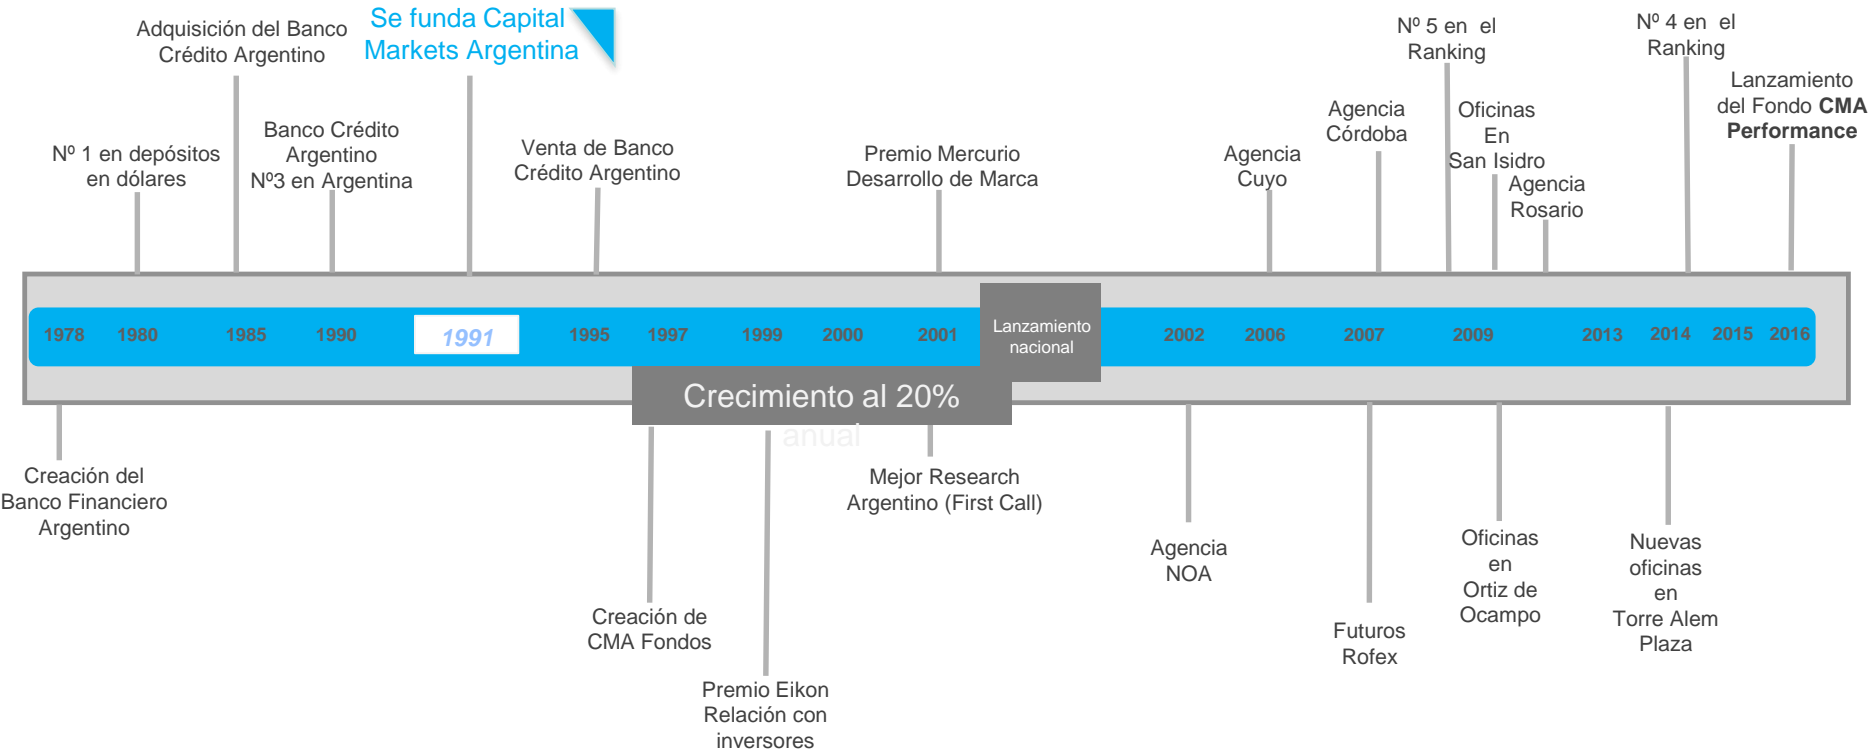 Adquisición del Banco
Crédito Argentino
Se funda Capital
Markets Argentina
Nº 5 en el
Ranking
Nº 4 en el
Ranking
Lanzamiento
del Fondo CMA
Performance
Nº 1 en depósitos
en dólares
Banco Crédito
Argentino
Nº3 en Argentina
Venta de Banco
Crédito Argentino
Premio Mercurio
Desarrollo de Marca
Agencia
Cuyo
Agencia
Córdoba
Oficinas
En
San Isidro
Agencia
Rosario
1978 1980 1985 1990 1991 1995 1997 1999 2000 2001
Lanzamiento
nacional
2002 2006 2007 2009 2013 2014 2015 2016
Crecimiento al 20%
anual
Creación del
Banco Financiero
Argentino
Creación de
CMA Fondos
Premio Eikon
Relación con
inversores
Mejor Research
Argentino (First Call)
Agencia
NOA
Futuros
Rofex
Oficinas
en
Ortiz de
Ocampo
Nuevas
oficinas
en
Torre Alem
Plaza